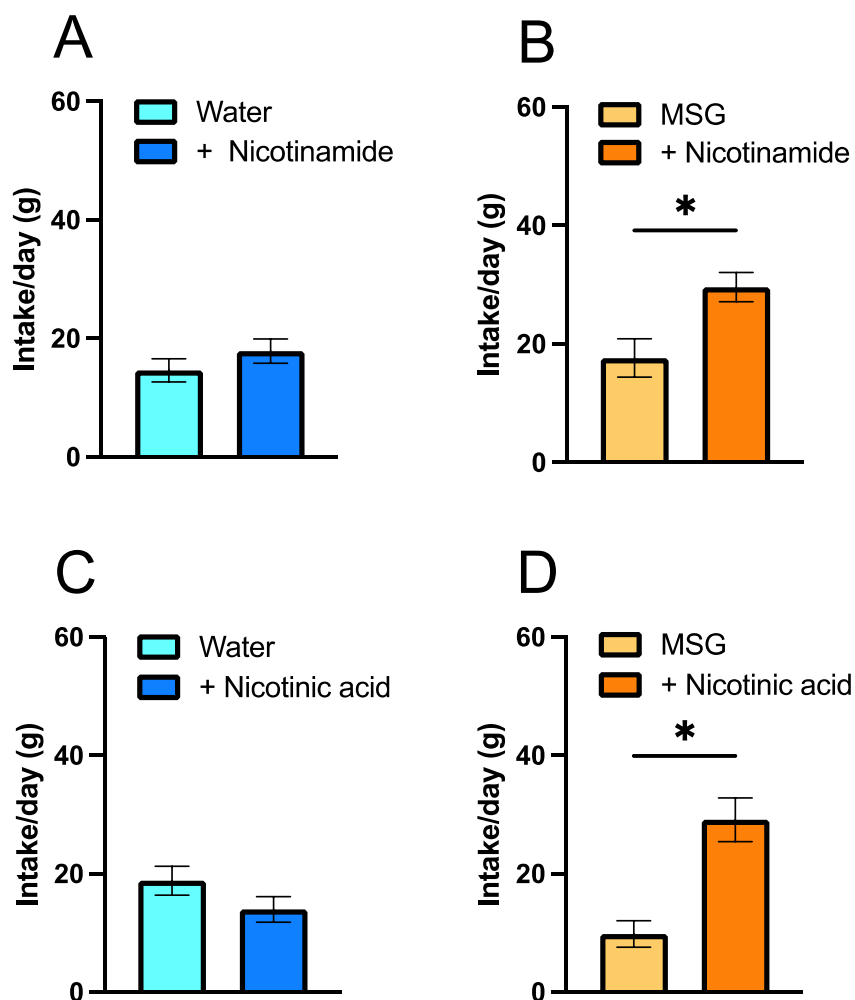 A
Water
+ Nicotinamide
Intake/day (g)
60
40
20
0
B
MSG
+ Nicotinamide
*
Intake/day (g)
60
40
20
0
C
Water
+ Nicotinic acid
Intake/day (g)
60
40
20
0
D
MSG
+ Nicotinic acid
*
Intake/day (g)
60
40
20
0